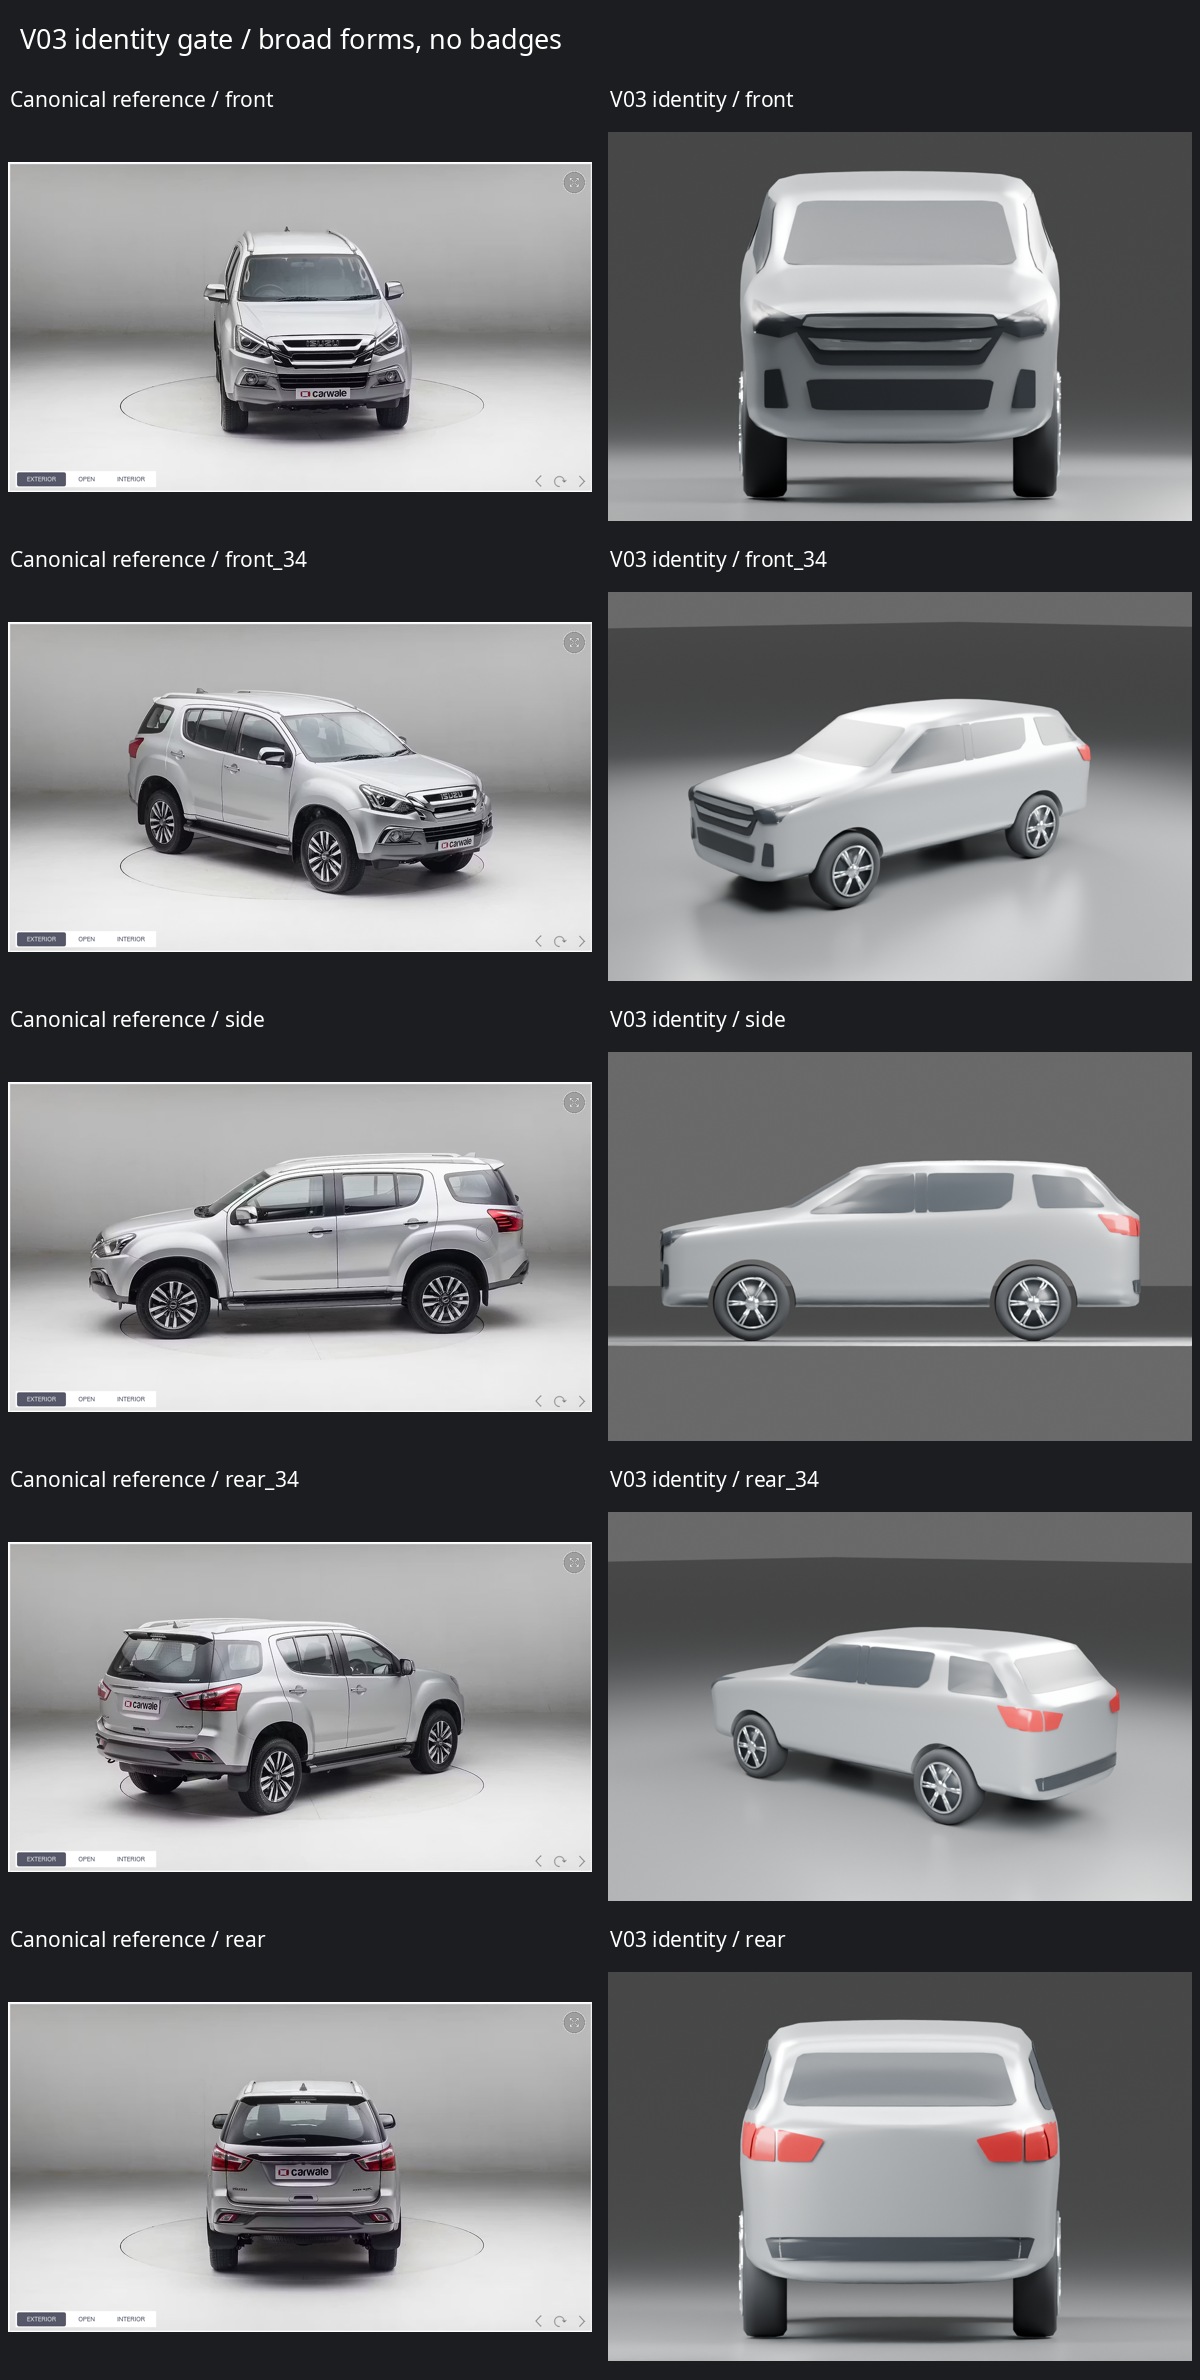 V03 identity gate / broad forms, no badges
Canonical reference / front
V03 identity / front
ISUZU
carwale
EXTERIOR OPEN INTERIOR
Canonical reference / front_34
V03 identity / front_34
ISUZU
carwale
EXTERIOR OPEN INTERIOR
Canonical reference / side
V03 identity / side
EXTERIOR OPEN INTERIOR
Canonical reference / rear_34
V03 identity / rear_34
carwale
EXTERIOR OPEN INTERIOR
Canonical reference / rear
V03 identity / rear
carwale
EXTERIOR OPEN INTERIOR